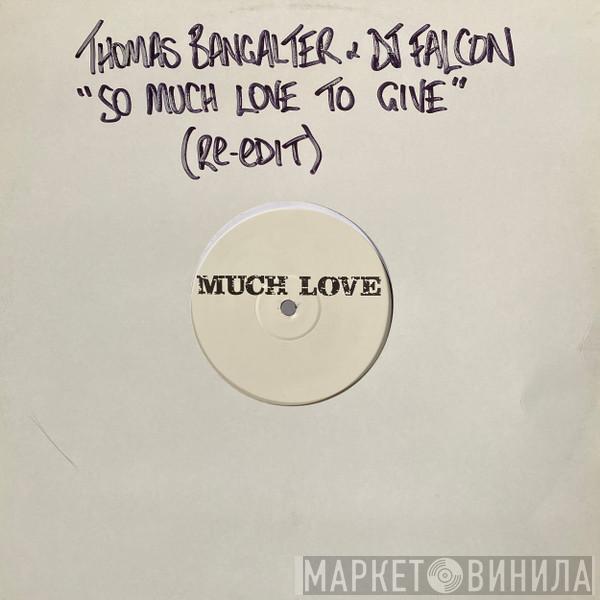 THOMAS BANGALTER & DJ FALCON
"SO MUCH LOVE TO GIVE"
(RE-EDIT)
MUCH LOVE
МАРКЕТ ВИНИЛА